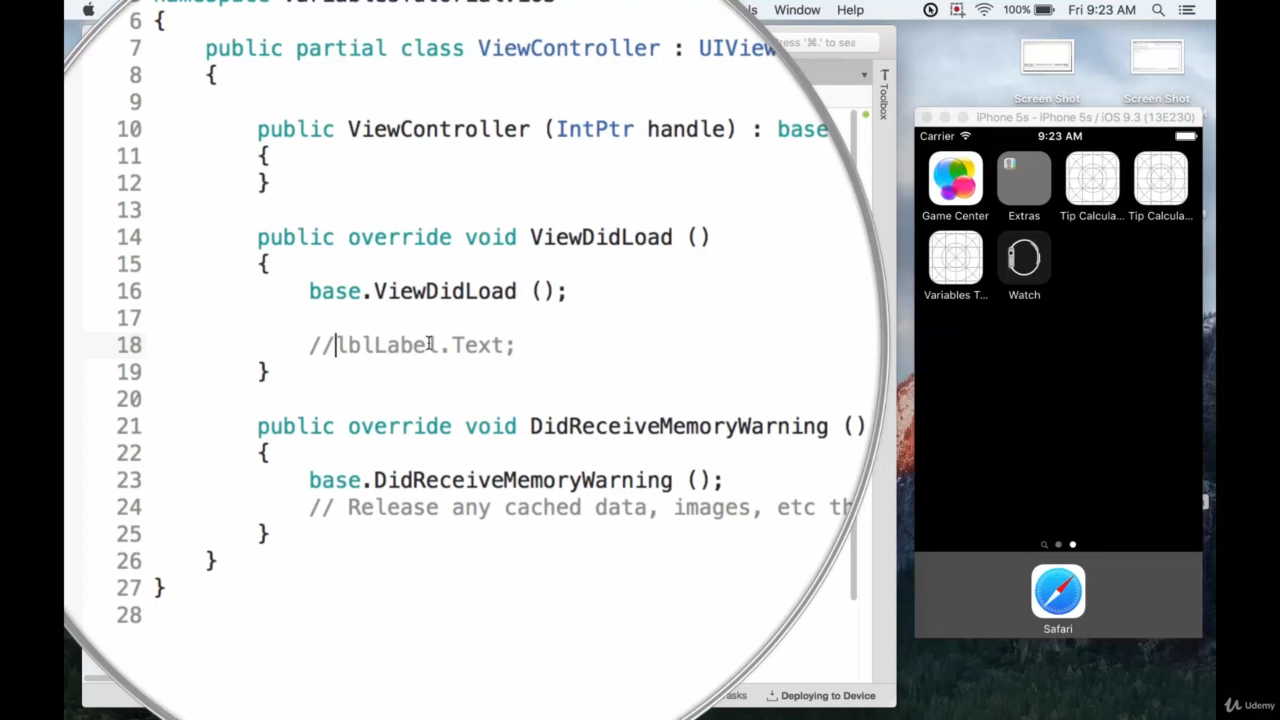 Window Help
100% Fri 9:23 AM
6 {
7 public partial class ViewController : UIView
8 {
9
10 public ViewController (IntPtr handle) : base
11 {
12 }
13
14 public override void ViewDidLoad ()
15 {
16 base.ViewDidLoad ();
17
18 //lblLabel.Text;
19 }
20
21 public override void DidReceiveMemoryWarning ()
22 {
23 base.DidReceiveMemoryWarning ();
24 // Release any cached data, images, etc th
25 }
26 }
27 }
28
Toolbox
Deploying to Device
Screen Shot
Screen Shot
iPhone 5s - iPhone 5s / iOS 9.3 (13E230)
Carrier 9:23 AM
Game Center Extras Tip Calcula... Tip Calcula...
Variables T... Watch
Safari
Udemy